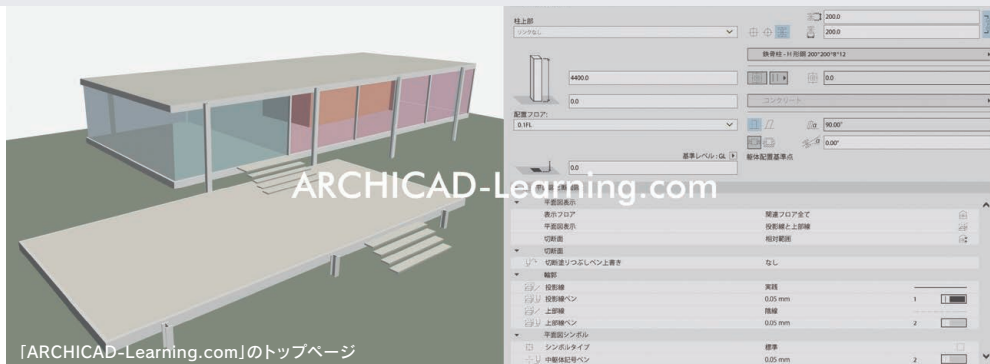 柱上部
リンクなし
200.0
200.0
鉄骨柱 - H形鋼 200*200*8*12
4400.0
0.0
0.0
コンクリート
配置フロア:
0.1FL
90.00°
0.00°
基準レベル:GL
躯体配置基準点
0.0
ARCHICAD-Learning.com
平面図表示
表示フロア 関連フロア全て
平面図表示 投影線と上部線
切断面 相対範囲
切断面
切断塗りつぶしペン上書き なし
輪郭
投影線 実践
投影線ペン 0.05 mm 1
上部線 隠線
上部線ペン 0.05 mm 2
平面図シンボル
シンボルタイプ 標準
中躯体記号ペン 0.05 mm 2
「ARCHICAD-Learning.com」のトップページ